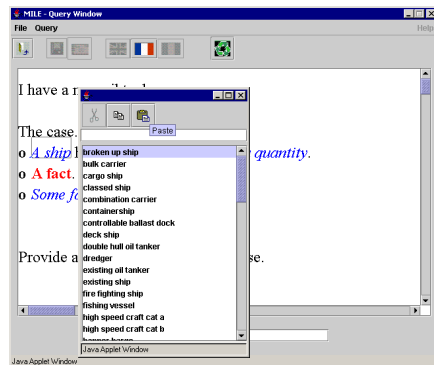 MILE - Query Window
File Query Help
I have a
Paste
The case.
o A ship quantity.
o A fact.
o Some
Provide a se.
broken up ship
bulk carrier
cargo ship
classed ship
combination carrier
containership
controllable ballast dock
deck ship
double hull oil tanker
dredger
existing oil tanker
existing ship
fire fighting ship
fishing vessel
high speed craft cat a
high speed craft cat b
Java Applet Window
Java Applet Window